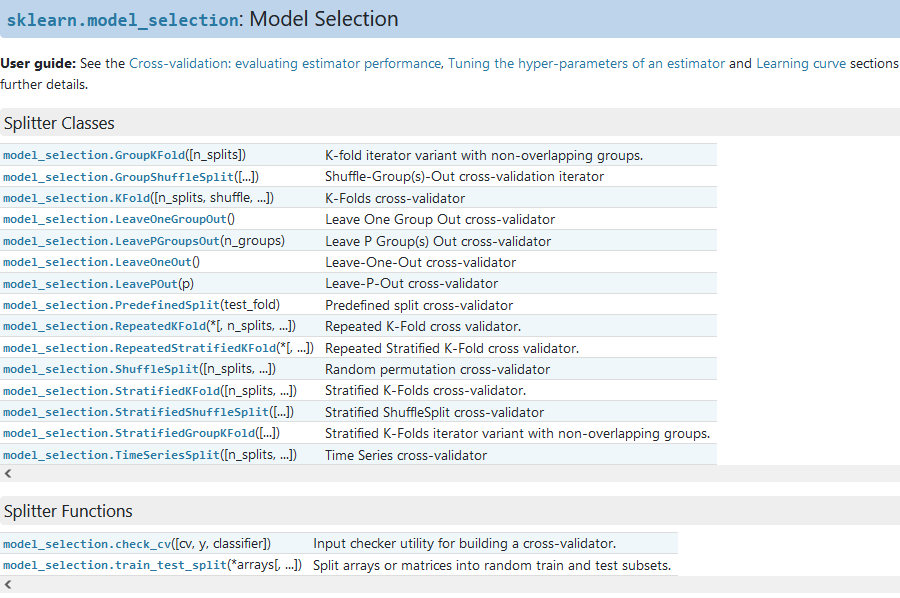 sklearn.model_selection: Model Selection
User guide: See the Cross-validation: evaluating estimator performance, Tuning the hyper-parameters of an estimator and Learning curve sections
further details.
Splitter Classes
model_selection.GroupKFold([n_splits]) K-fold iterator variant with non-overlapping groups.
model_selection.GroupShuffleSplit([...]) Shuffle-Group(s)-Out cross-validation iterator
model_selection.KFold([n_splits, shuffle, ...]) K-Folds cross-validator
model_selection.LeaveOneGroupOut() Leave One Group Out cross-validator
model_selection.LeavePGroupsOut(n_groups) Leave P Group(s) Out cross-validator
model_selection.LeaveOneOut() Leave-One-Out cross-validator
model_selection.LeavePOut(p) Leave-P-Out cross-validator
model_selection.PredefinedSplit(test_fold) Predefined split cross-validator
model_selection.RepeatedKFold(*[, n_splits, ...]) Repeated K-Fold cross validator.
model_selection.RepeatedStratifiedKFold(*[, ...]) Repeated Stratified K-Fold cross validator.
model_selection.ShuffleSplit([n_splits, ...]) Random permutation cross-validator
model_selection.StratifiedKFold([n_splits, ...]) Stratified K-Folds cross-validator.
model_selection.StratifiedShuffleSplit([...]) Stratified ShuffleSplit cross-validator
model_selection.StratifiedGroupKFold([...]) Stratified K-Folds iterator variant with non-overlapping groups.
model_selection.TimeSeriesSplit([n_splits, ...]) Time Series cross-validator
Splitter Functions
model_selection.check_cv([cv, y, classifier]) Input checker utility for building a cross-validator.
model_selection.train_test_split(*arrays[, ...]) Split arrays or matrices into random train and test subsets.